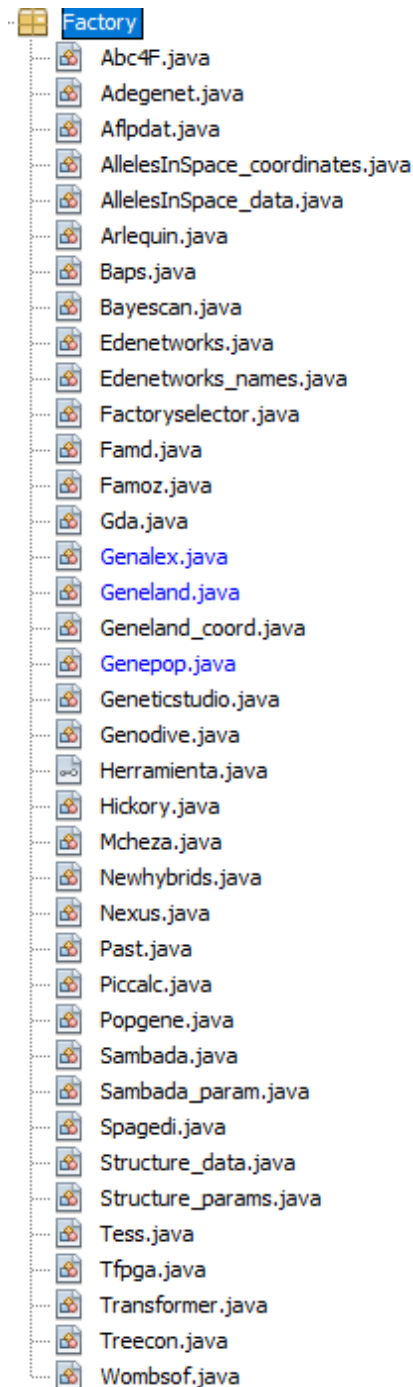 Factory
Abc4F.java
Adegenet.java
Aflpdat.java
AllelesInSpace_coordinates.java
AllelesInSpace_data.java
Arlequin.java
Baps.java
Bayescan.java
Edenetworks.java
Edenetworks_names.java
Factoryselector.java
Famd.java
Famoz.java
Gda.java
Genalex.java
Geneland.java
Geneland_coord.java
Genepop.java
Geneticstudio.java
Genodive.java
Herramienta.java
Hickory.java
Mcheza.java
Newhybrids.java
Nexus.java
Past.java
Piccalc.java
Popgene.java
Sambada.java
Sambada_param.java
Spagedi.java
Structure_data.java
Structure_params.java
Tess.java
Tfpga.java
Transformer.java
Treecon.java
Wombsof.java